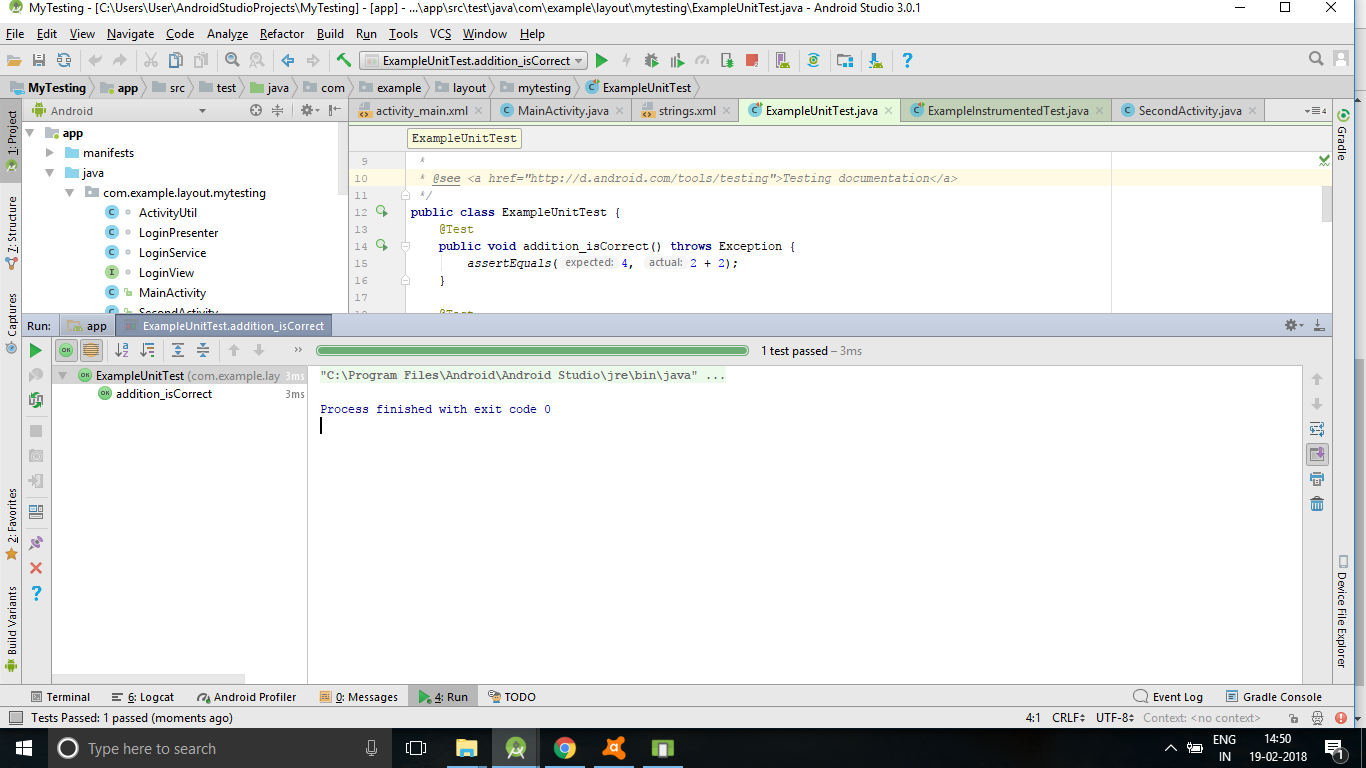 MyTesting - [C:\Users\User\AndroidStudioProjects\MyTesting] - [app] - ...\app\src\test\java\com\example\layout\mytesting\ExampleUnitTest.java - Android Studio 3.0.1
File Edit View Navigate Code Analyze Refactor Build Run Tools VCS Window Help
ExampleUnitTest.addition_isCorrect
MyTesting app src test java com example layout mytesting ExampleUnitTest
1: Project
7: Structure
Captures
2: Favorites
Build Variants
Android
app
manifests
java
com.example.layout.mytesting
ActivityUtil
LoginPresenter
LoginService
LoginView
MainActivity
SecondActivity
activity_main.xml MainActivity.java strings.xml ExampleUnitTest.java ExampleInstrumentedTest.java SecondActivity.java 4
ExampleUnitTest
9 *
10 * @see <a href="http://d.android.com/tools/testing">Testing documentation</a>
11 */
12 public class ExampleUnitTest {
13 @Test
14 public void addition_isCorrect() throws Exception {
15 assertEquals( expected: 4, actual: 2 + 2);
16 }
17
18 @Test
Gradle
Device File Explorer
Run: app ExampleUnitTest.addition_isCorrect
1 test passed – 3ms
ExampleUnitTest (com.example.lay 3ms
OK addition_isCorrect 3ms
"C:\Program Files\Android\Android Studio\jre\bin\java" ...
Process finished with exit code 0
Terminal 6: Logcat Android Profiler 0: Messages 4: Run TODO Event Log Gradle Console
Tests Passed: 1 passed (moments ago) 4:1 CRLF UTF-8 Context: <no context>
Type here to search
ENG
IN
14:50
19-02-2018
1